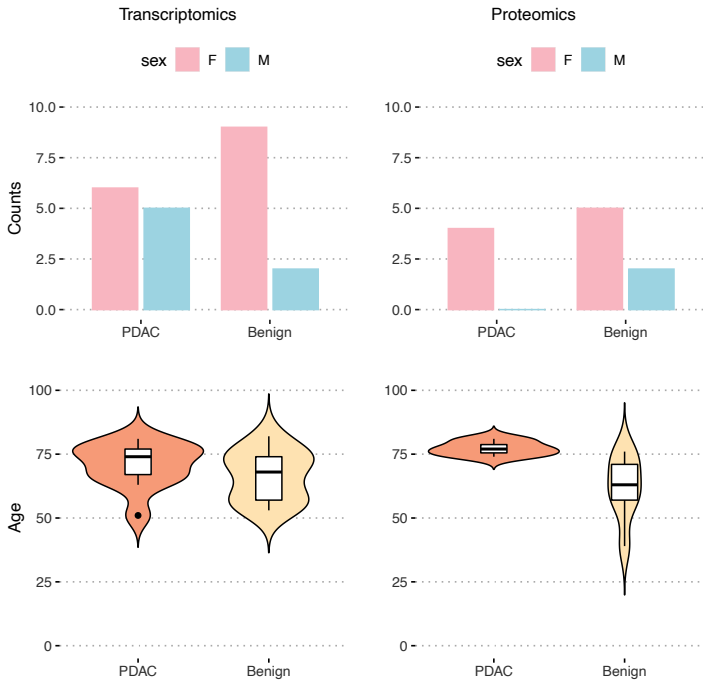 Transcriptomics
Proteomics
sex F M
sex F M
Counts
10.0
7.5
5.0
2.5
0.0
PDAC Benign
10.0
7.5
5.0
2.5
0.0
PDAC Benign
Age
100
75
50
25
0
PDAC Benign
100
75
50
25
0
PDAC Benign